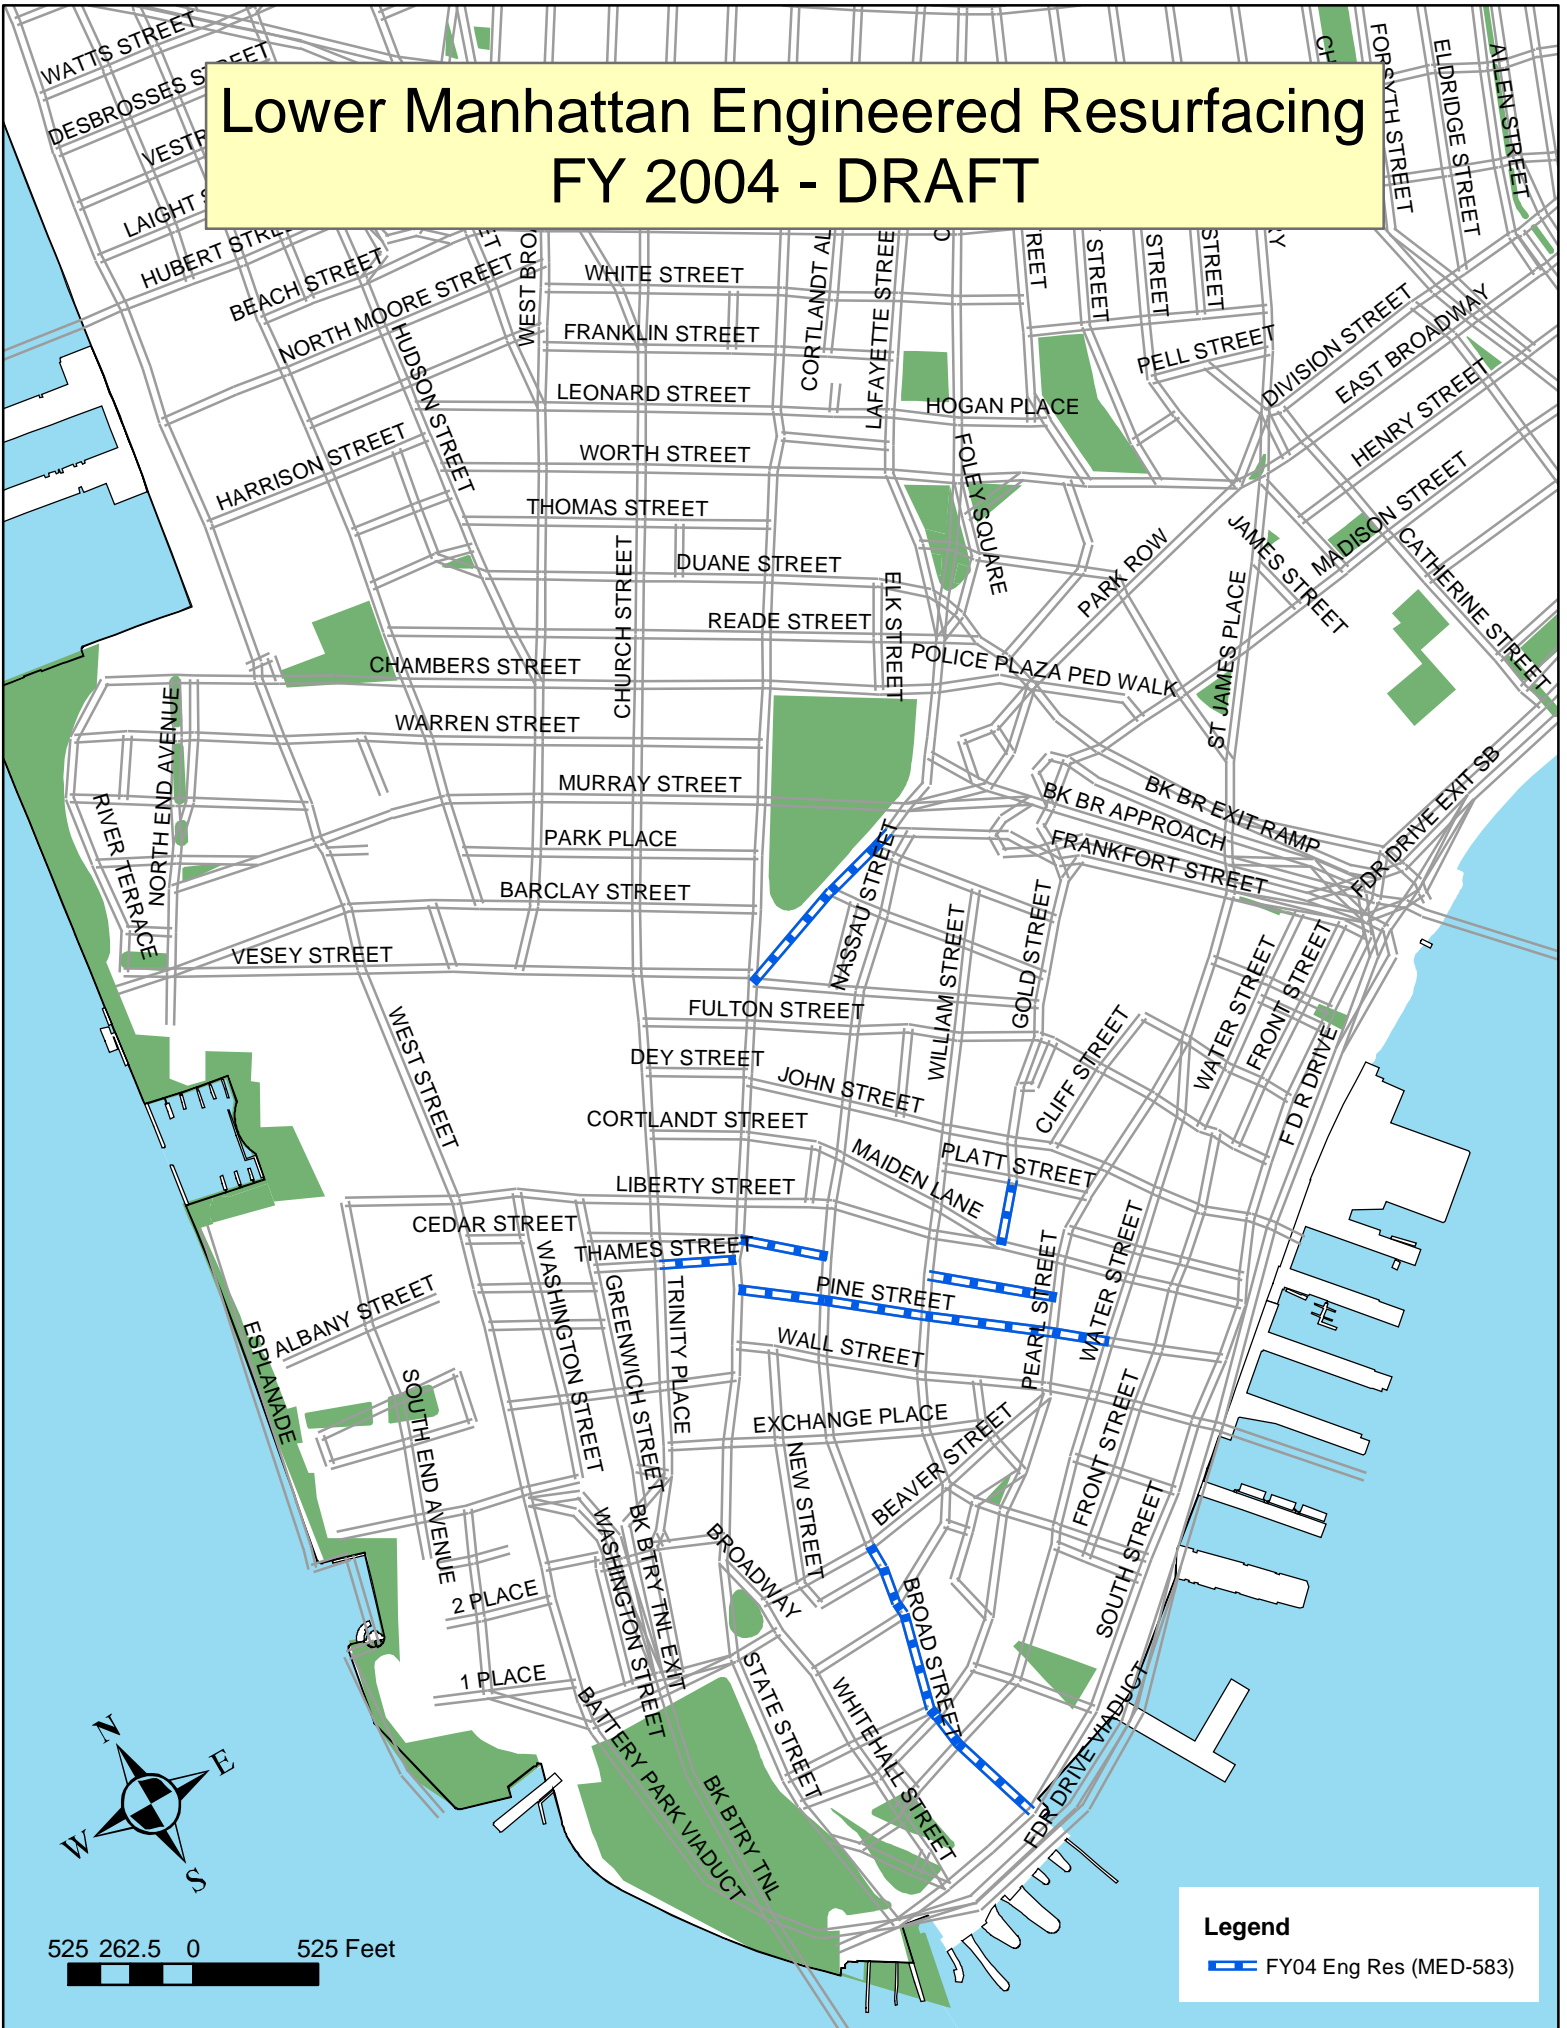 WATTS STREET
DESBROSSES STREET
Lower Manhattan Engineered Resurfacing
FY 2004 - DRAFT
FORSYTH STREET
ELDRIDGE STREET
ALLEN STREET
HUBERT
BEACH STREET
NORTH MOORE STREET
HUDSON STREET
HARRISON STREET
WHITE STREET
FRANKLIN STREET
LEONARD STREET
WORTH STREET
THOMAS STREET
DUANE STREET
READE STREET
CHAMBERS STREET
WARREN STREET
MURRAY STREET
PARK PLACE
BARCLAY STREET
VESEY STREET
CHURCH STREET
ELK STREET
HOGAN PLACE
FOLEY SQUARE
PELL STREET
DIVISION STREET
EAST BROADWAY
HENRY STREET
MADISON STREET
CATHERINE STREET
JAMES STREET
PARK ROW
ST JAMES PLACE
POLICE PLAZA PED WALK
BK BR EXIT RAMP
BK BR APPROACH
FRANKFORT STREET
FDR DRIVE EXIT SB
NORTH END AVENUE
RIVER TERRACE
NASSAU STREET
WILLIAM STREET
GOLD STREET
WATER STREET
FRONT STREET
F D R DRIVE
CLIFF STREET
WEST STREET
FULTON STREET
DEY STREET
JOHN STREET
CORTLANDT STREET
MAIDEN LANE
PLATT STREET
LIBERTY STREET
CEDAR STREET
THAMES STREET
PINE STREET
WALL STREET
PEARL STREET
WATER STREET
ALBANY STREET
ESPLANADE
SOUTH END AVENUE
WASHINGTON STREET
GREENWICH STREET
TRINITY PLACE
EXCHANGE PLACE
NEW STREET
BEAVER STREET
FRONT STREET
SOUTH STREET
BROADWAY
BROAD STREET
2 PLACE
1 PLACE
WASHINGTON STREET
BK BTRY TNL EXIT
STATE STREET
WHITEHALL STREET
FDR DRIVE VIADUCT
BATTERY PARK VIADUCT
BK BTRY TNL
N
E
W
S
525 262.5 0 525 Feet
Legend
FY04 Eng Res (MED-583)